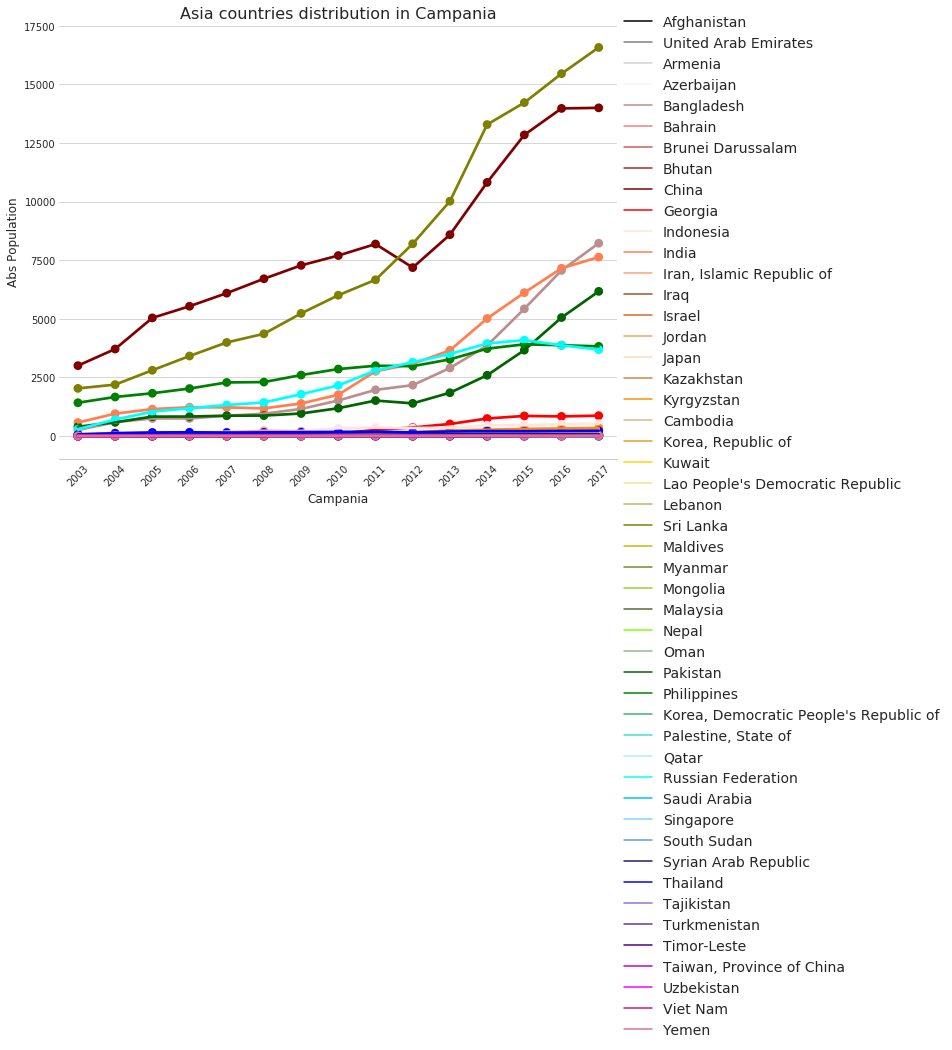 Asia countries distribution in Campania
17500
15000
12500
10000
7500
5000
2500
0
Abs Population
2003
2004
2005
2006
2007
2008
2009
2010
2011
2012
2013
2014
2015
2016
2017
Campania
Afghanistan
United Arab Emirates
Armenia
Azerbaijan
Bangladesh
Bahrain
Brunei Darussalam
Bhutan
China
Georgia
Indonesia
India
Iran, Islamic Republic of
Iraq
Israel
Jordan
Japan
Kazakhstan
Kyrgyzstan
Cambodia
Korea, Republic of
Kuwait
Lao People's Democratic Republic
Lebanon
Sri Lanka
Maldives
Myanmar
Mongolia
Malaysia
Nepal
Oman
Pakistan
Philippines
Korea, Democratic People's Republic of
Palestine, State of
Qatar
Russian Federation
Saudi Arabia
Singapore
South Sudan
Syrian Arab Republic
Thailand
Tajikistan
Turkmenistan
Timor-Leste
Taiwan, Province of China
Uzbekistan
Viet Nam
Yemen